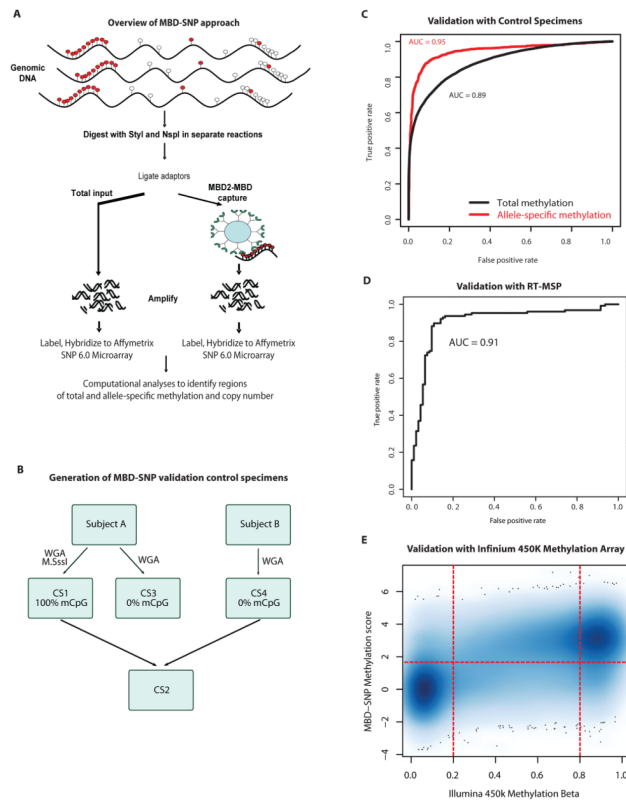 A
Overview of MBD-SNP approach
Genomic
DNA
Digest with StyI and NspI in separate reactions
Ligate adaptors
Total input
MBD2-MBD
capture
Amplify
Label, Hybridize to Affymetrix
SNP 6.0 Microarray
Label, Hybridize to Affymetrix
SNP 6.0 Microarray
Computational analyses to identify regions
of total and allele-specific methylation and copy number
B
Generation of MBD-SNP validation control specimens
Subject A
Subject B
WGA
M.SssI
WGA
WGA
CS1
100% mCpG
CS3
0% mCpG
CS4
0% mCpG
CS2
C
Validation with Control Specimens
AUC = 0.95
AUC = 0.89
Total methylation
Allele-specific methylation
True positive rate
0.0
0.2
0.4
0.6
0.8
1.0
0.0
0.2
0.4
0.6
0.8
1.0
False positive rate
D
Validation with RT-MSP
AUC = 0.91
True positive rate
0.0
0.2
0.4
0.6
0.8
1.0
0.0
0.2
0.4
0.6
0.8
1.0
False positive rate
E
Validation with Infinium 450K Methylation Array
MBD−SNP Methylation score
6
4
2
0
−2
−4
0.0
0.2
0.4
0.6
0.8
1.0
Illumina 450k Methylation Beta